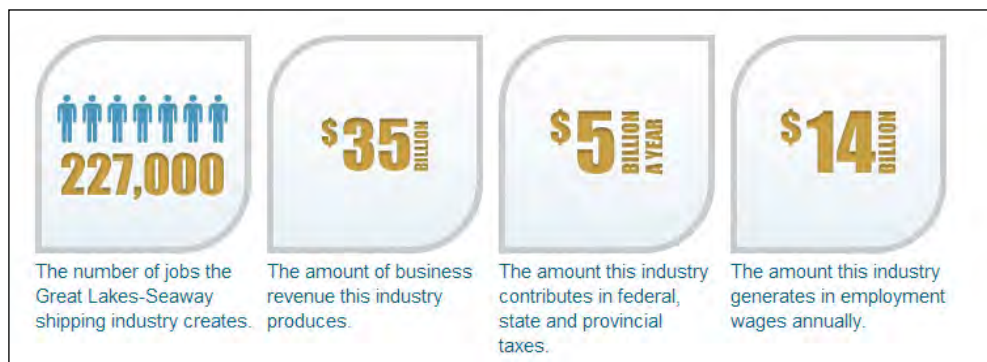 227,000
The number of jobs the
Great Lakes-Seaway
shipping industry creates.
$35 BILLION
The amount of business
revenue this industry
produces.
$5 BILLION
A YEAR
The amount this industry
contributes in federal,
state and provincial
taxes.
$14 BILLION
The amount this industry
generates in employment
wages annually.